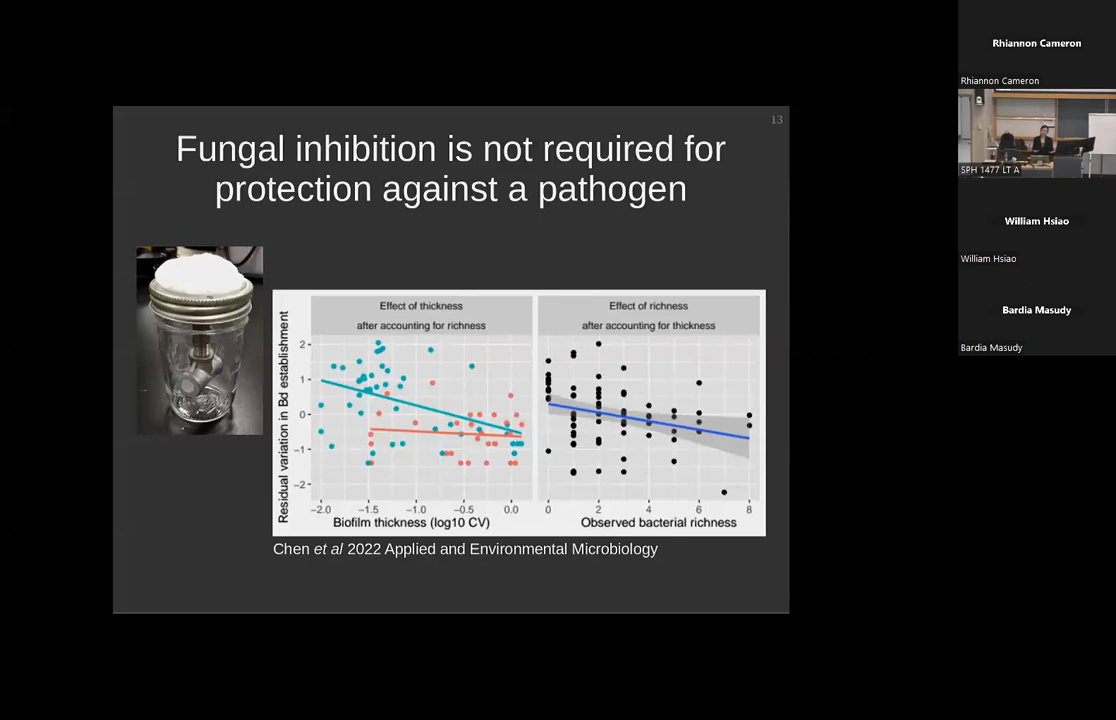 13
Fungal inhibition is not required for
protection against a pathogen
Effect of thickness
after accounting for richness
Effect of richness
after accounting for thickness
Residual variation in Bd establishment
2
1
0
−1
−2
−2.0 −1.5 −1.0 −0.5 0.0
0 2 4 6 8
Biofilm thickness (log10 CV)
Observed bacterial richness
Chen et al 2022 Applied and Environmental Microbiology
Rhiannon Cameron
Rhiannon Cameron
SPH 1477 LT A
William Hsiao
William Hsiao
Bardia Masudy
Bardia Masudy